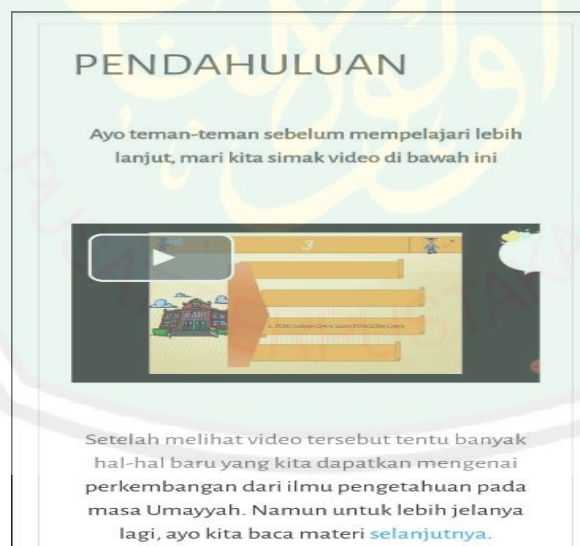 PENDAHULUAN
Ayo teman-teman sebelum mempelajari lebih
lanjut, mari kita simak video di bawah ini
3
Setelah melihat video tersebut tentu banyak
hal-hal baru yang kita dapatkan mengenai
perkembangan dari ilmu pengetahuan pada
masa Umayyah. Namun untuk lebih jelanya
lagi, ayo kita baca materi selanjutnya.